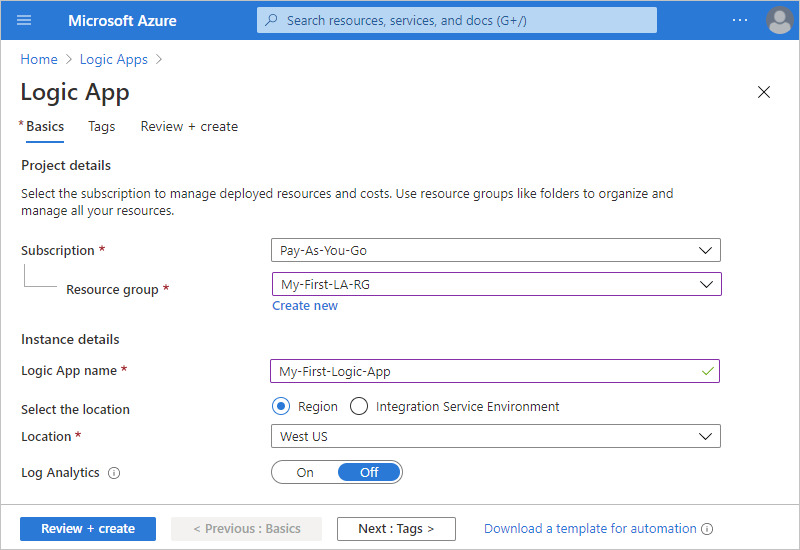 Microsoft Azure
Search resources, services, and docs (G+/)
...
Home > Logic Apps >
Logic App
* Basics Tags Review + create
Project details
Select the subscription to manage deployed resources and costs. Use resource groups like folders to organize and
manage all your resources.
Subscription * Pay-As-You-Go
Resource group * My-First-LA-RG
Create new
Instance details
Logic App name * My-First-Logic-App
Select the location Region Integration Service Environment
Location * West US
Log Analytics On Off
Review + create < Previous : Basics Next : Tags > Download a template for automation